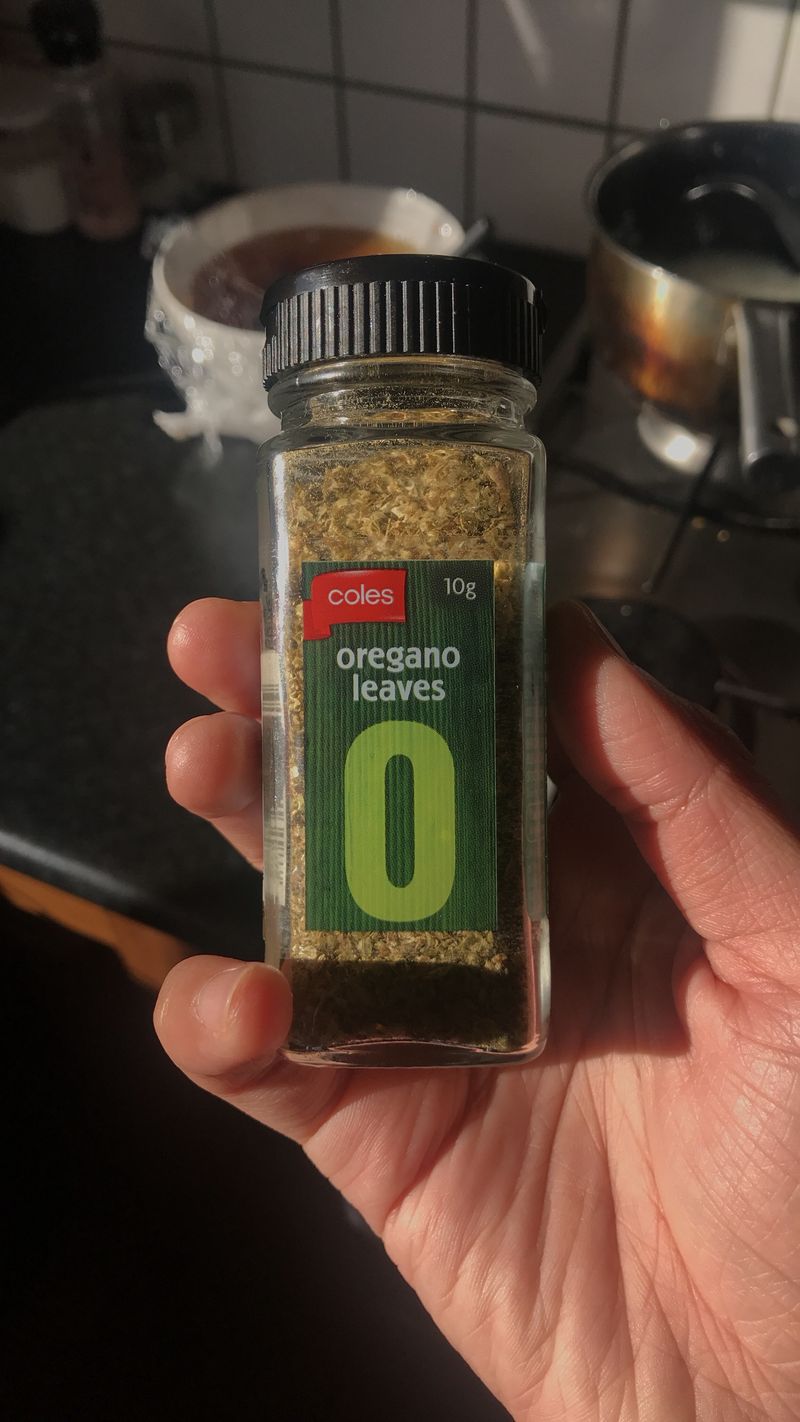 coles
10g
oregano
leaves
O